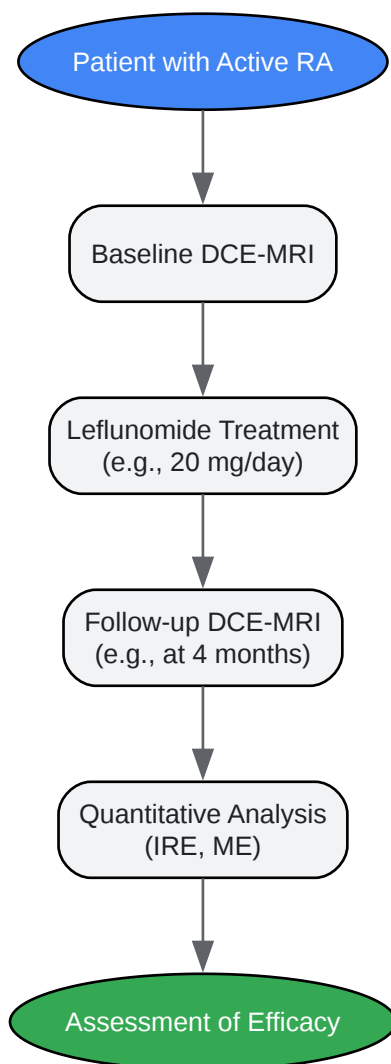 Patient with Active RA
Baseline DCE-MRI
Leflunomide Treatment
(e.g., 20 mg/day)
Follow-up DCE-MRI
(e.g., at 4 months)
Quantitative Analysis
(IRE, ME)
Assessment of Efficacy